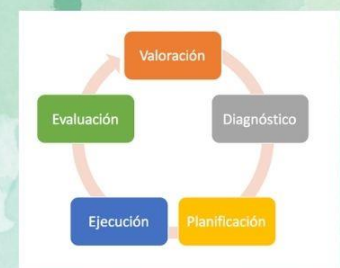 Valoración
Diagnóstico
Planificación
Ejecución
Evaluación